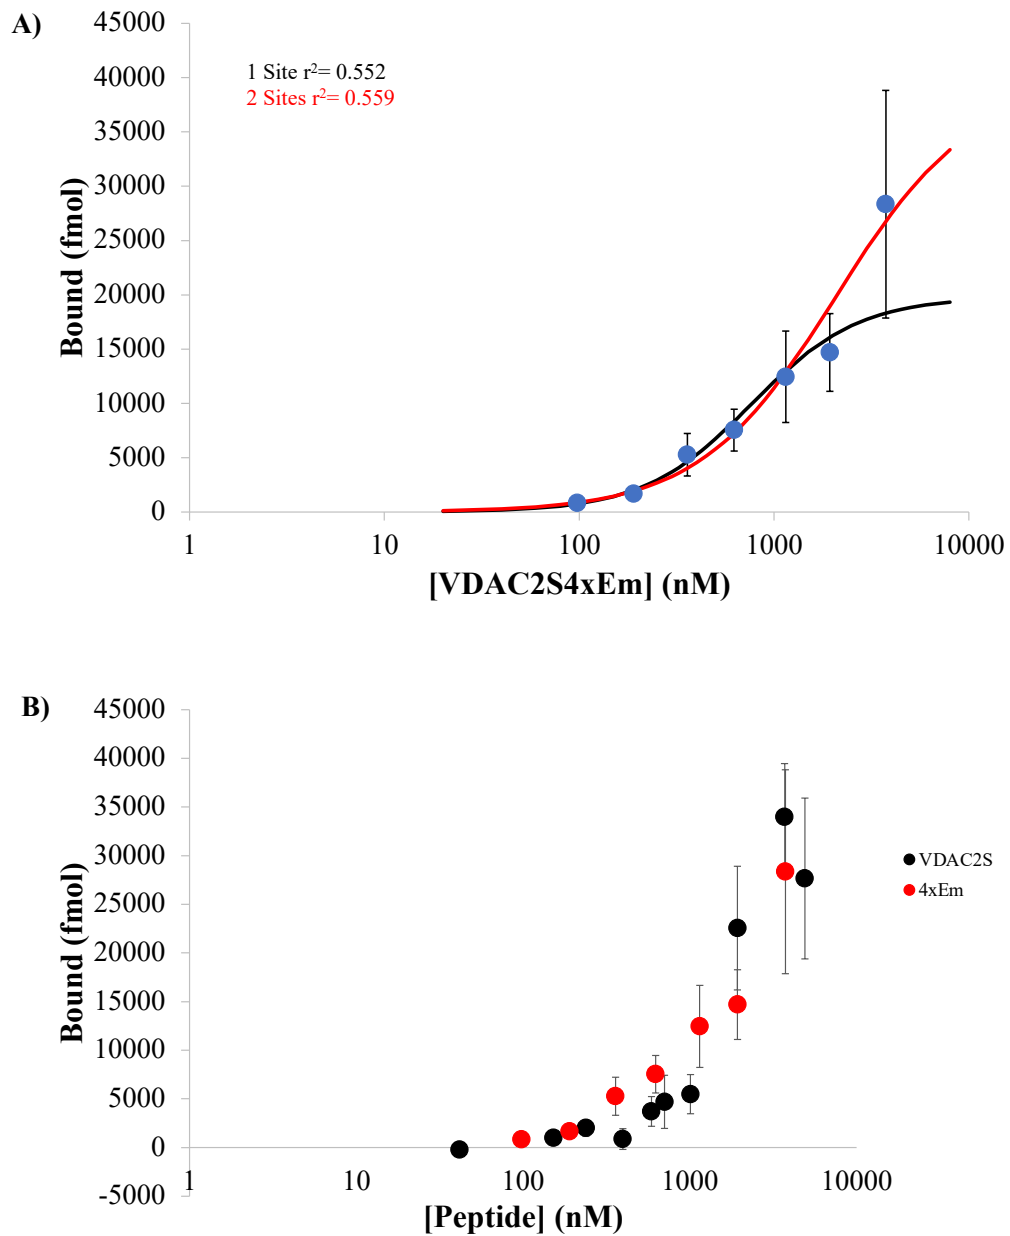 A)
45000
40000
35000
30000
25000
20000
15000
10000
5000
0
Bound (fmol)
1 Site r²= 0.552
2 Sites r²= 0.559
1 10 100 1000 10000
[VDAC2S4xEm] (nM)
B)
45000
40000
35000
30000
25000
20000
15000
10000
5000
0
-5000
Bound (fmol)
VDAC2S
4xEm
1 10 100 1000 10000
[Peptide] (nM)